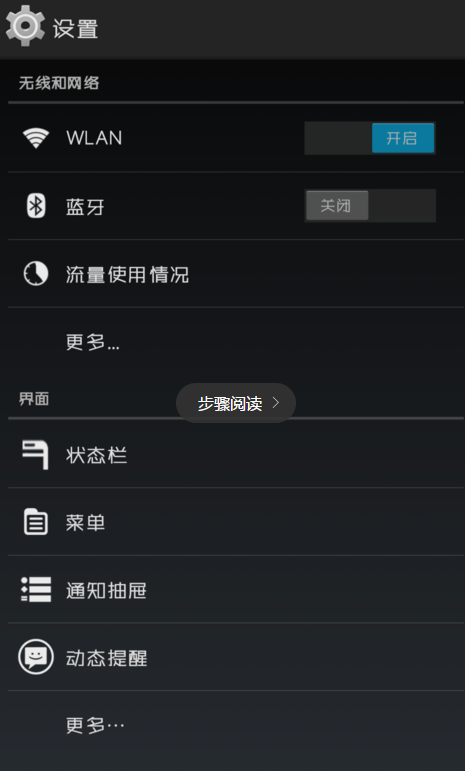 设置
无线和网络
WLAN 开启
蓝牙 关闭
流量使用情况
更多...
界面
步骤阅读
状态栏
菜单
通知抽屉
动态提醒
更多…